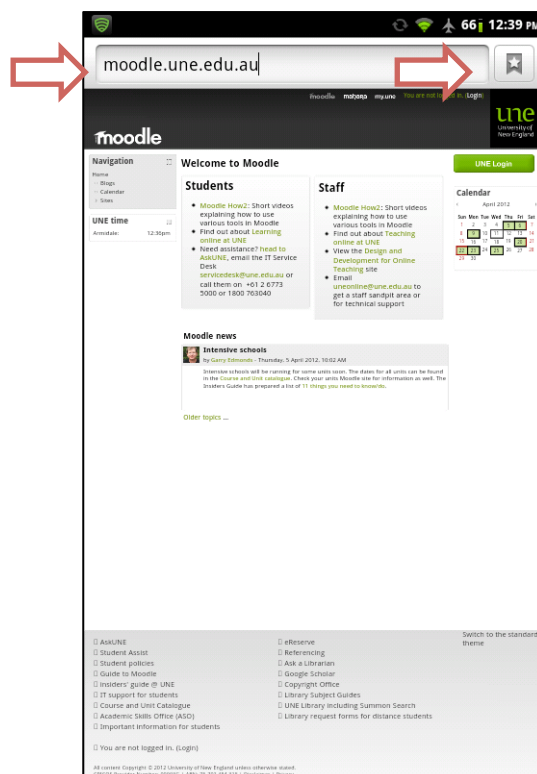 66 12:39 PM
moodle.une.edu.au
moodle mahara my.une You are not logged in. (Login)
une
University of
New England
moodle
Navigation
Home
Blogs
Calendar
Sites
UNE time
Armidale: 12:36pm
Welcome to Moodle
Students
Moodle How2: Short videos
explaining how to use
various tools in Moodle
Find out about Learning
online at UNE
Need assistance? head to
AskUNE, email the IT Service
Desk
servicedesk@une.edu.au or
call them on +61 2 6773
5000 or 1800 763040
Staff
Moodle How2: Short videos
explaining how to use
various tools in Moodle
Find out about Teaching
online at UNE
View the Design and
Development for Online
Teaching site
Email
uneonline@une.edu.au to
get a staff sandpit area or
for technical support
UNE Login
Calendar
April 2012
Sun Mon Tue Wed Thu Fri Sat
1 2 3 4 5 6 7
8 9 10 11 12 13 14
15 16 17 18 19 20 21
22 23 24 25 26 27 28
29 30
Moodle news
Intensive schools
by Garry Edmonds - Thursday, 5 April 2012, 10:02 AM
Intensive schools will be running for some units soon. The dates for all units can be found
in the Course and Unit catalogue. Check your units Moodle site for information as well. The
Insiders Guide has prepared a list of 11 things you need to know/do.
Older topics ...
AskUNE
Student Assist
Student policies
Guide to Moodle
Insiders' guide @ UNE
IT support for students
Course and Unit Catalogue
Academic Skills Office (ASO)
Important information for students
You are not logged in. (Login)
eReserve
Referencing
Ask a Librarian
Google Scholar
Copyright Office
Library Subject Guides
UNE Library including Summon Search
Library request forms for distance students
Switch to the standard
theme
All content Copyright © 2012 University of New England unless otherwise stated.